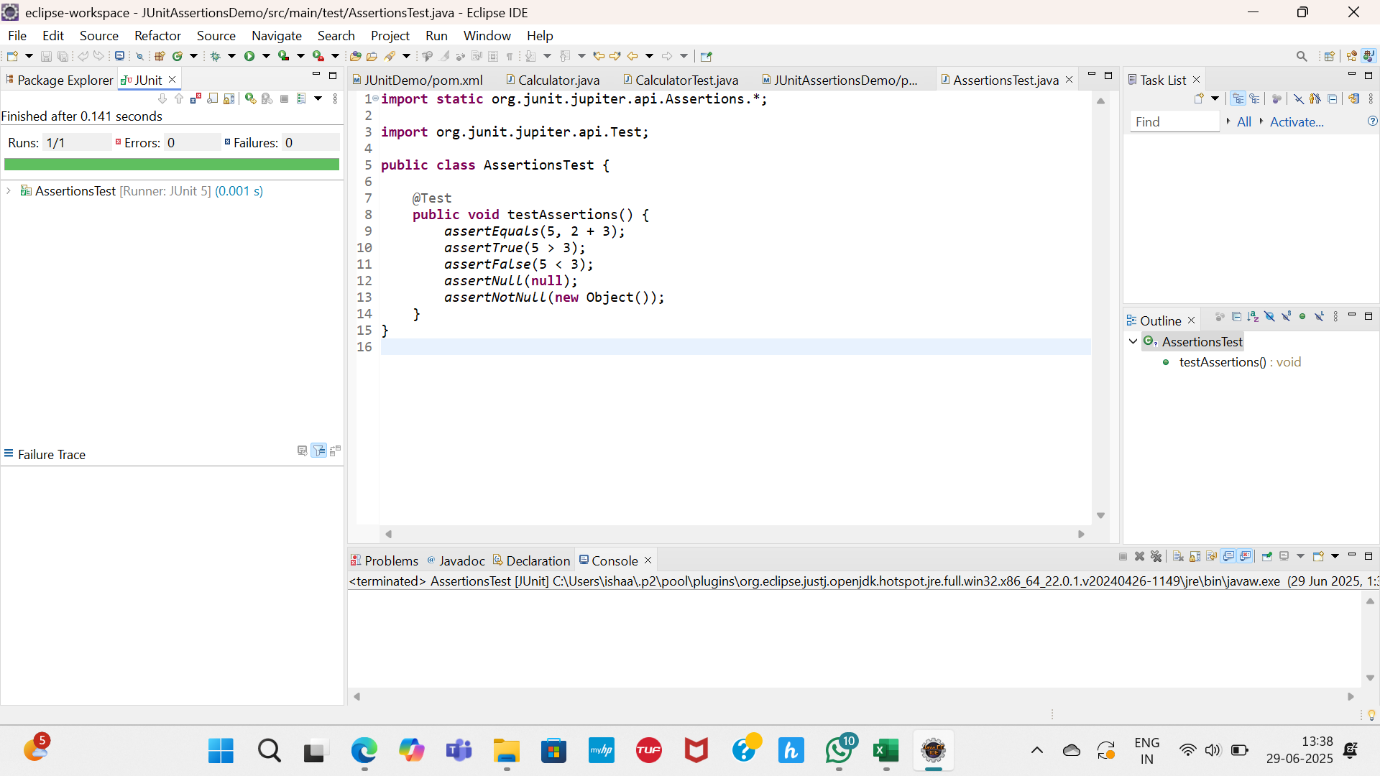 eclipse-workspace - JUnitAssertionsDemo/src/main/test/AssertionsTest.java - Eclipse IDE
File Edit Source Refactor Source Navigate Search Project Run Window Help
Package Explorer JUnit
Finished after 0.141 seconds
Runs: 1/1 Errors: 0 Failures: 0
AssertionsTest [Runner: JUnit 5] (0.001 s)
Failure Trace
JUnitDemo/pom.xml Calculator.java CalculatorTest.java JUnitAssertionsDemo/p... AssertionsTest.java
1 import static org.junit.jupiter.api.Assertions.*;
2
3 import org.junit.jupiter.api.Test;
4
5 public class AssertionsTest {
6
7 @Test
8 public void testAssertions() {
9 assertEquals(5, 2 + 3);
10 assertTrue(5 > 3);
11 assertFalse(5 < 3);
12 assertNull(null);
13 assertNotNull(new Object());
14 }
15 }
16
Task List
Find All Activate...
Outline
AssertionsTest
testAssertions() : void
Problems Javadoc Declaration Console
<terminated> AssertionsTest [JUnit] C:\Users\ishaa\.p2\pool\plugins\org.eclipse.justj.openjdk.hotspot.jre.full.win32.x86_64_22.0.1.v20240426-1149\jre\bin\javaw.exe (29 Jun 2025, 1:3
5
myhp
TUF
10
ENG
IN
13:38
29-06-2025